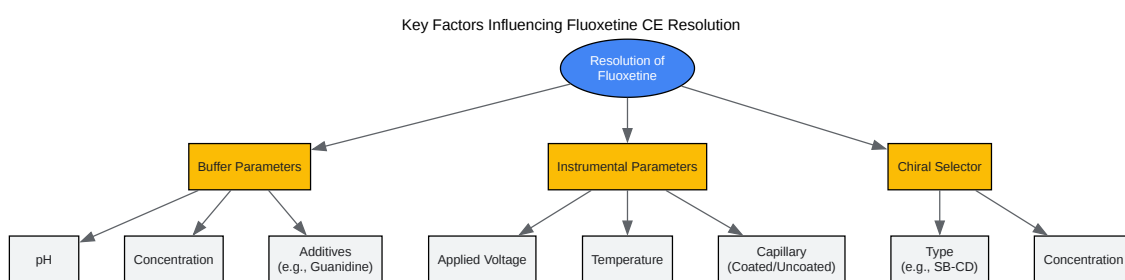 Key Factors Influencing Fluoxetine CE Resolution
Resolution of
Fluoxetine
Buffer Parameters
Instrumental Parameters
Chiral Selector
pH
Concentration
Additives
(e.g., Guanidine)
Applied Voltage
Temperature
Capillary
(Coated/Uncoated)
Type
(e.g., SB-CD)
Concentration